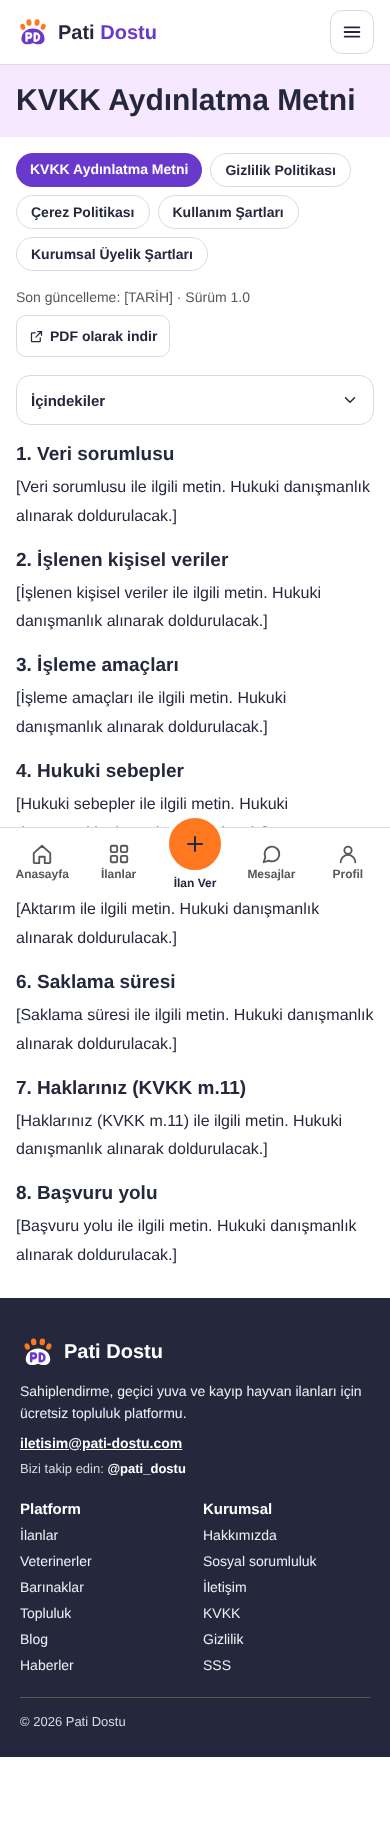 Pati Dostu
KVKK Aydınlatma Metni
KVKK Aydınlatma Metni
Gizlilik Politikası
Çerez Politikası
Kullanım Şartları
Kurumsal Üyelik Şartları
Son güncelleme: [TARİH] · Sürüm 1.0
PDF olarak indir
İçindekiler
1. Veri sorumlusu
[Veri sorumlusu ile ilgili metin. Hukuki danışmanlık
alınarak doldurulacak.]
2. İşlenen kişisel veriler
[İşlenen kişisel veriler ile ilgili metin. Hukuki
danışmanlık alınarak doldurulacak.]
3. İşleme amaçları
[İşleme amaçları ile ilgili metin. Hukuki
danışmanlık alınarak doldurulacak.]
4. Hukuki sebepler
[Hukuki sebepler ile ilgili metin. Hukuki
Anasayfa
İlanlar
İlan Ver
Mesajlar
Profil
[Aktarım ile ilgili metin. Hukuki danışmanlık
alınarak doldurulacak.]
6. Saklama süresi
[Saklama süresi ile ilgili metin. Hukuki danışmanlık
alınarak doldurulacak.]
7. Haklarınız (KVKK m.11)
[Haklarınız (KVKK m.11) ile ilgili metin. Hukuki
danışmanlık alınarak doldurulacak.]
8. Başvuru yolu
[Başvuru yolu ile ilgili metin. Hukuki danışmanlık
alınarak doldurulacak.]
PD
Pati Dostu
Sahiplendirme, geçici yuva ve kayıp hayvan ilanları için
ücretsiz topluluk platformu.
iletisim@pati-dostu.com
Bizi takip edin: @pati_dostu
Platform
İlanlar
Veterinerler
Barınaklar
Topluluk
Blog
Haberler
Kurumsal
Hakkımızda
Sosyal sorumluluk
İletişim
KVKK
Gizlilik
SSS
© 2026 Pati Dostu